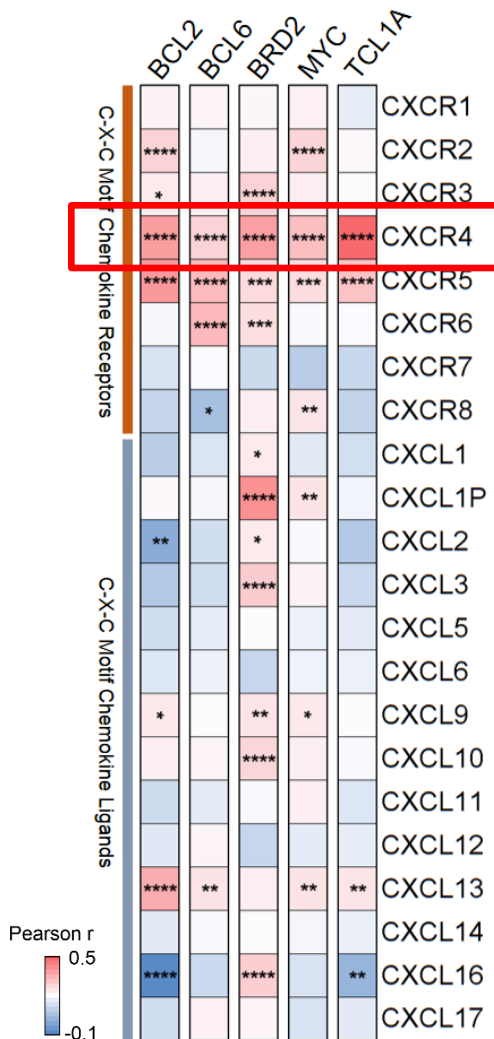 BCL2 BCL6 BRD2 MYC TCL1A
C-X-C Motif Chemokine Receptors
CXCR1
**** **** CXCR2
* **** CXCR3
**** **** **** **** **** CXCR4
**** **** *** *** **** CXCR5
**** *** CXCR6
CXCR7
* ** CXCR8
C-X-C Motif Chemokine Ligands
* CXCL1
**** ** CXCL1P
** * CXCL2
**** CXCL3
CXCL5
CXCL6
* ** * CXCL9
**** CXCL10
CXCL11
CXCL12
**** ** ** ** CXCL13
CXCL14
**** **** ** CXCL16
CXCL17
Pearson r
0.5
-0.1